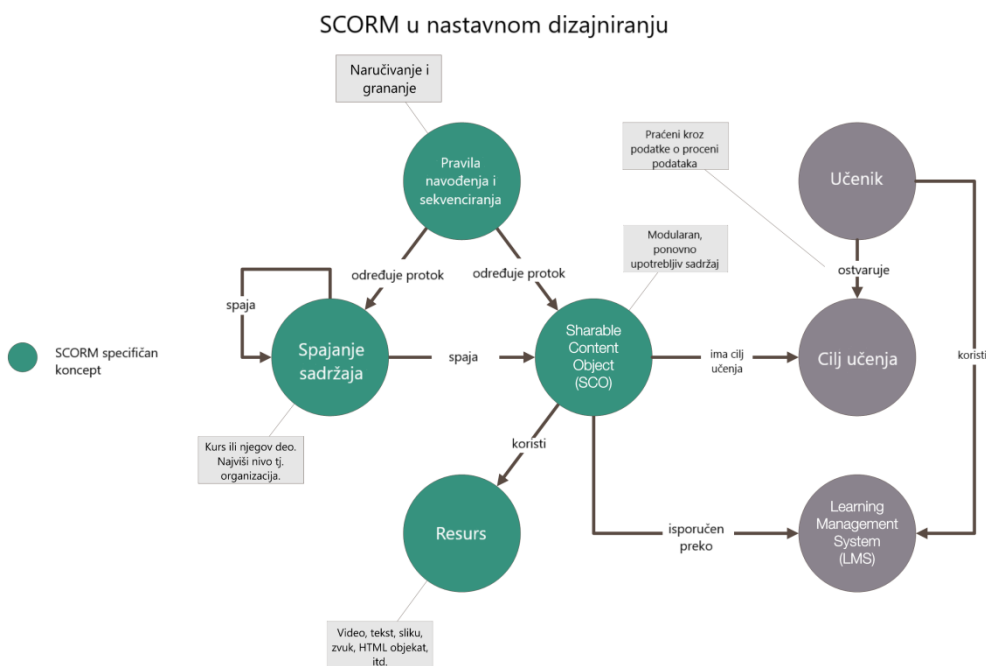 SCORM u nastavnom dizajniranju
Naručivanje i
grananje
Pravila
navođenja i
sekvenciranja
Praćeni kroz
podatke o proceni
podataka
Učenik
Modularan,
ponovno
upotrebljiv sadržaj
određuje protok
određuje protok
ostvaruje
spaja
SCORM specifičan
koncept
Spajanje
sadržaja
spaja
Sharable
Content
Object
(SCO)
ima cilj
učenja
Cilj učenja
koristi
Kurs ili njegov deo.
Najviši nivo tj.
organizacija.
koristi
Resurs
isporučen
preko
Learning
Management
System
(LMS)
Video, tekst, sliku,
zvuk, HTML objekat,
itd.